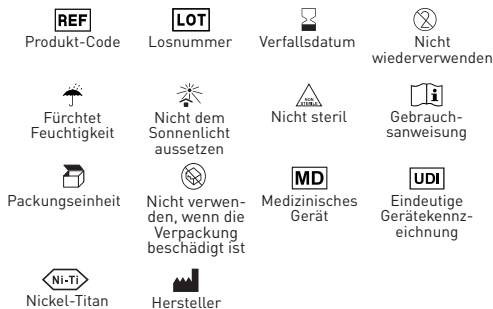 REF
LOT
Produkt-Code
Losnummer
Verfallsdatum
Nicht
wiederverwenden
2
NON
STERILE
i
Fürchtet
Feuchtigkeit
Nicht dem
Sonnenlicht
aussetzen
Nicht steril
Gebrauch-
sanweisung
MD
UDI
Packungseinheit
Nicht verwen-
den, wenn die
Verpackung
beschädigt ist
Medizinisches
Gerät
Eindeutige
Gerätekennz-
eichnung
Ni-Ti
Nickel-Titan
Hersteller